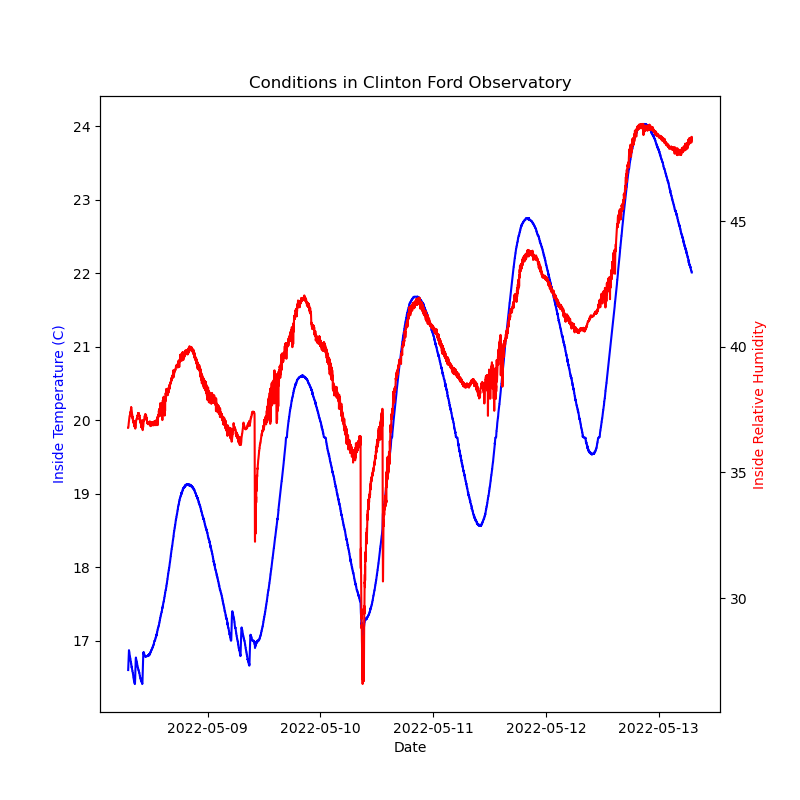 Conditions in Clinton Ford Observatory
24
23
22
21
20
19
18
17
Inside Temperature (C)
45
40
35
30
Inside Relative Humidity
2022-05-09 2022-05-10 2022-05-11 2022-05-12 2022-05-13
Date